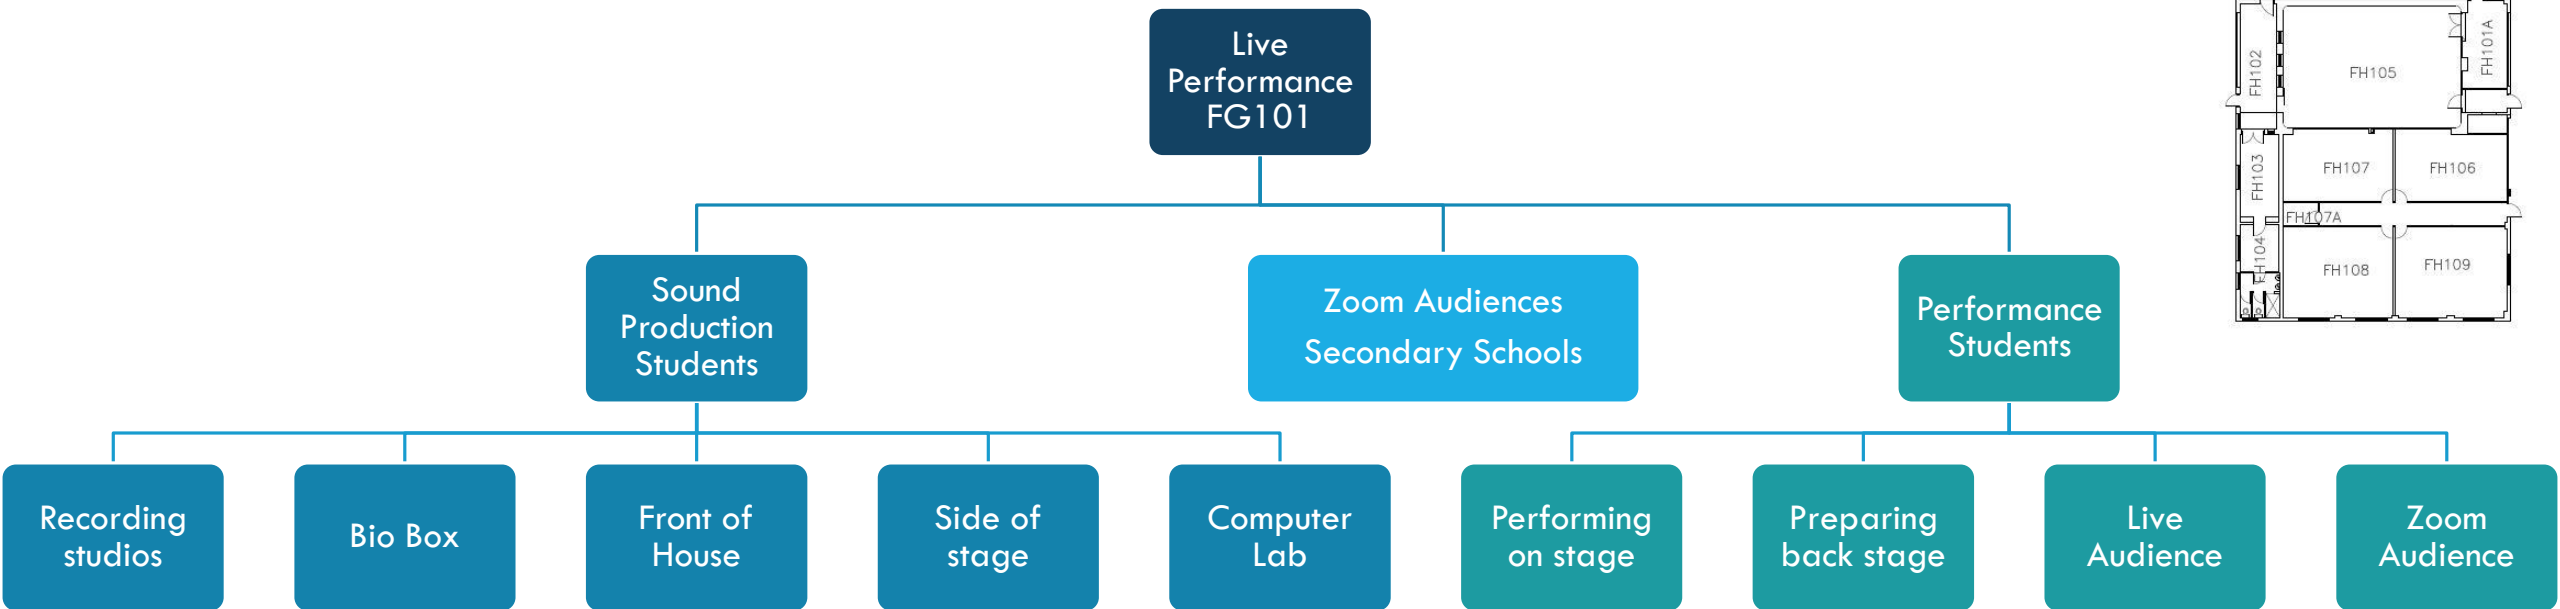 Live
Performance
FG101
Sound
Production
Students
Zoom Audiences
Secondary Schools
Performance
Students
Recording
studios
Bio Box
Front of
House
Side of
stage
Computer
Lab
Performing
on stage
Preparing
back stage
Live
Audience
Zoom
Audience
FH102
FH105
FH101A
FH103
FH107
FH106
FH107A
FH104
FH108
FH109